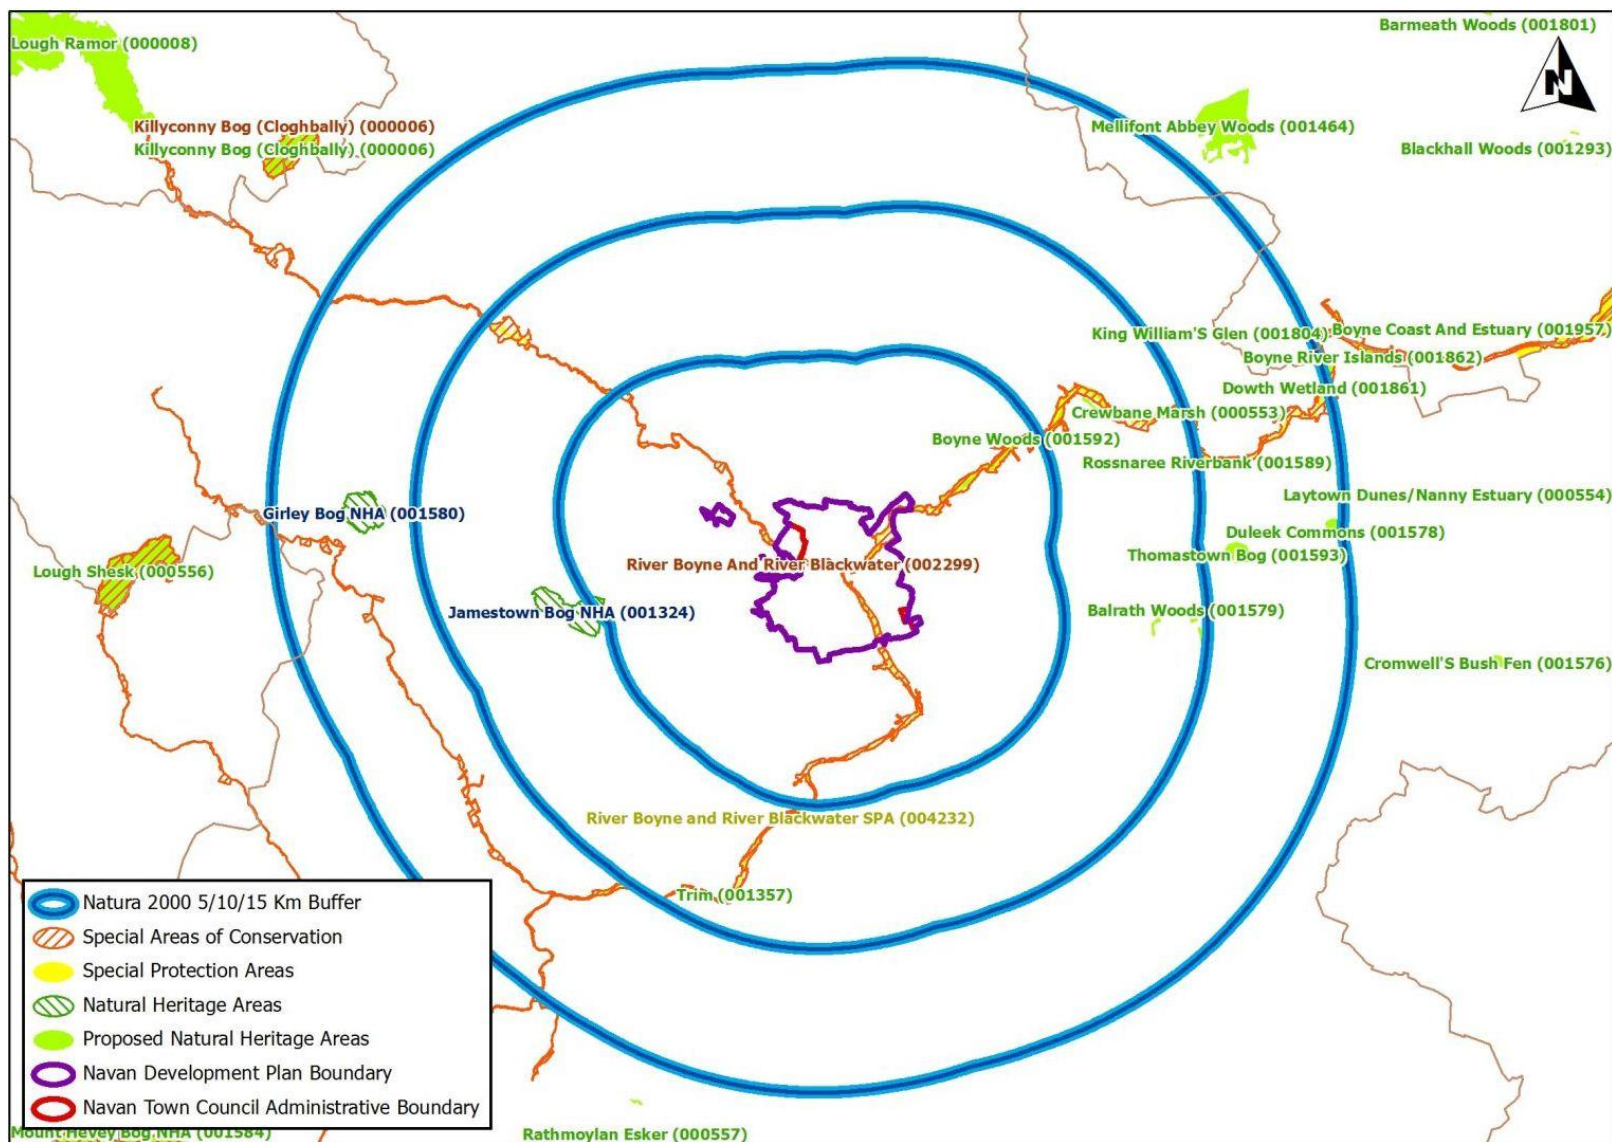 Barmeath Woods (001801)
Lough Ramor (000008)
N
Killyconny Bog (Cloghbally) (000006)
Mellifont Abbey Woods (001464)
Killyconny Bog (Cloghbally) (000006)
Blackhall Woods (001293)
King William'S Glen (001804)
Boyne Coast And Estuary (001957)
Boyne River Islands (001862)
Dowth Wetland (001861)
Crewbane Marsh (000553)
Boyne Woods (001592)
Rossnaree Riverbank (001589)
Laytown Dunes/Nanny Estuary (000554)
Girley Bog NHA (001580)
Duleek Commons (001578)
Thomastown Bog (001593)
River Boyne And River Blackwater (002299)
Lough Shesk (000556)
Jamestown Bog NHA (001324)
Balrath Woods (001579)
Cromwell'S Bush Fen (001576)
River Boyne and River Blackwater SPA (004232)
Trim (001357)
Natura 2000 5/10/15 Km Buffer
Special Areas of Conservation
Special Protection Areas
Natural Heritage Areas
Proposed Natural Heritage Areas
Navan Development Plan Boundary
Navan Town Council Administrative Boundary
Mount Hevey Bog NHA (001584)
Rathmoylan Esker (000557)